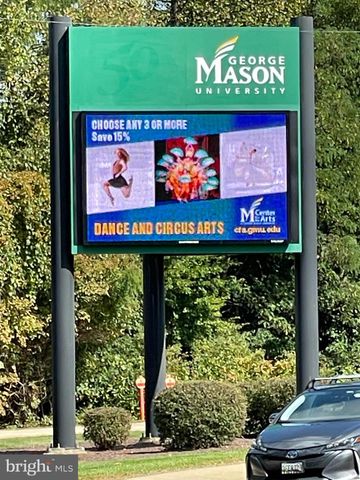 GEORGE
MASON
UNIVERSITY
CHOOSE ANY 3 OR MORE
Save 15%
Center
for the Arts
DANCE AND CIRCUS ARTS
cfa.gmu.edu
bright
MLS